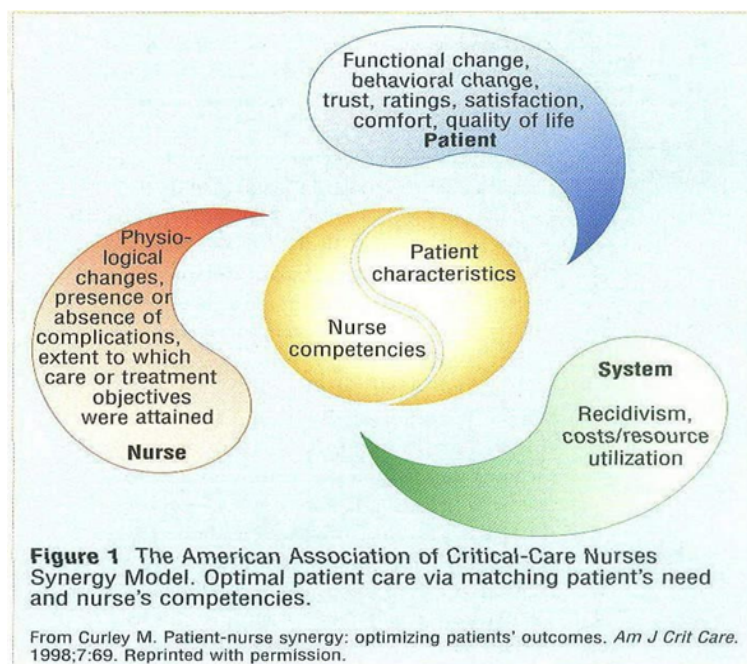 Functional change,
behavioral change,
trust, ratings, satisfaction,
comfort, quality of life
Patient
Physio-
logical
changes,
presence or
absence of
complications,
extent to which
care or treatment
objectives
were attained
Nurse
Patient
characteristics
Nurse
competencies
System
Recidivism,
costs/resource
utilization
Figure 1 The American Association of Critical-Care Nurses
Synergy Model. Optimal patient care via matching patient's need
and nurse's competencies.
From Curley M. Patient-nurse synergy: optimizing patients' outcomes. Am J Crit Care.
1998;7:69. Reprinted with permission.